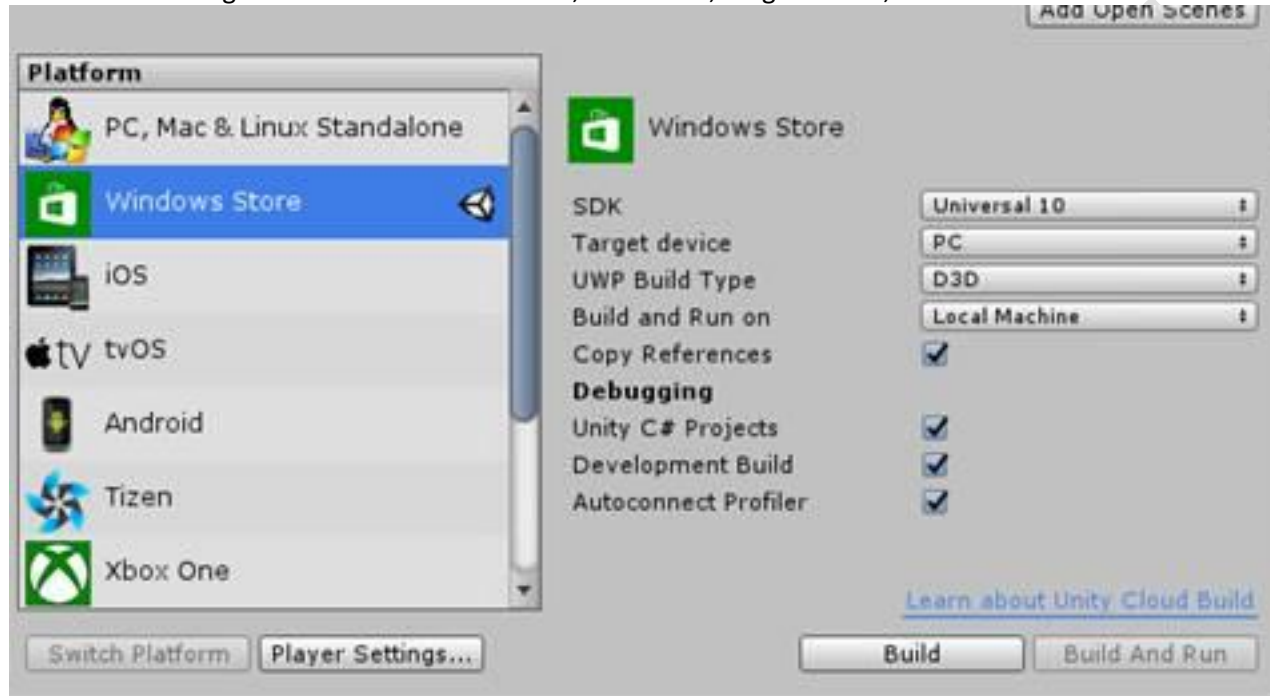 Add Open Scenes
Platform
PC, Mac & Linux Standalone
Windows Store
iOS
tv tvOS
Android
Tizen
Xbox One
Windows Store
SDK Universal 10
Target device PC
UWP Build Type D3D
Build and Run on Local Machine
Copy References
Debugging
Unity C# Projects
Development Build
Autoconnect Profiler
Learn about Unity Cloud Build
Switch Platform Player Settings... Build Build And Run